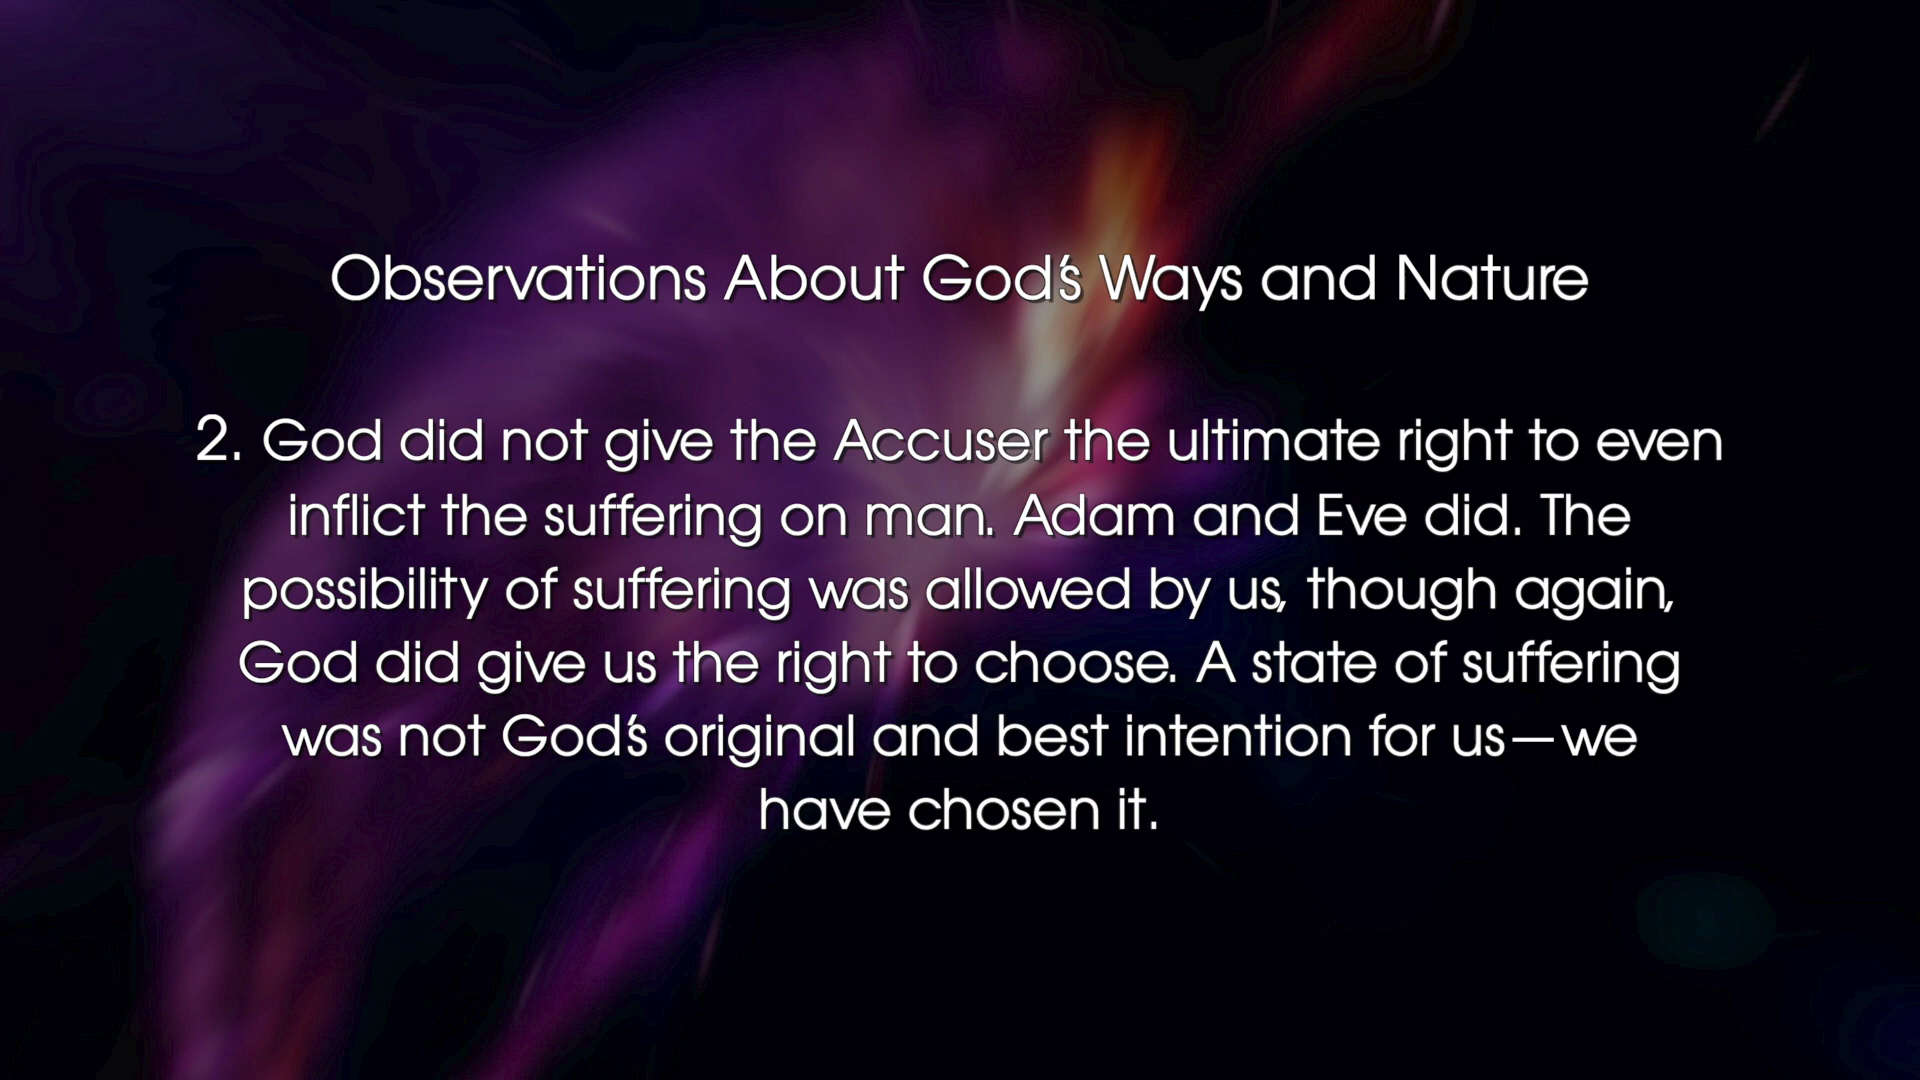 Observations About God's Ways and Nature
2. God did not give the Accuser the ultimate right to even
inflict the suffering on man. Adam and Eve did. The
possibility of suffering was allowed by us, though again,
God did give us the right to choose. A state of suffering
was not God's original and best intention for us—we
have chosen it.